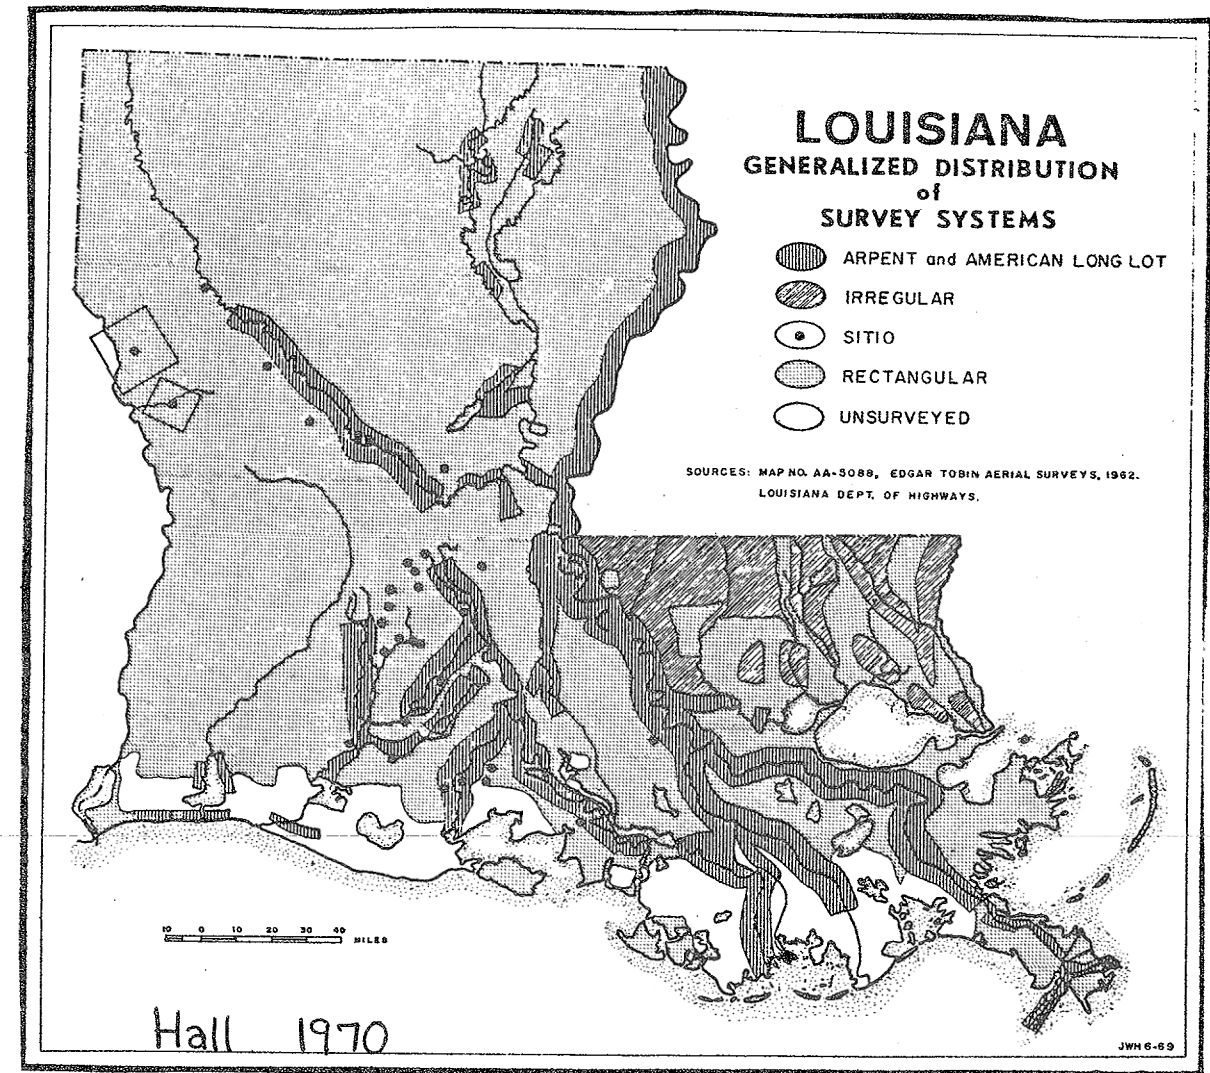 LOUISIANA
GENERALIZED DISTRIBUTION
of
SURVEY SYSTEMS
ARPENT and AMERICAN LONG LOT
IRREGULAR
SITIO
RECTANGULAR
UNSURVEYED
SOURCES: MAP NO. AA-5088, EDGAR TOBIN AERIAL SURVEYS, 1962.
LOUISIANA DEPT. OF HIGHWAYS.
10 0 10 20 30 40 MILES
Hall 1970
JWH 6-69